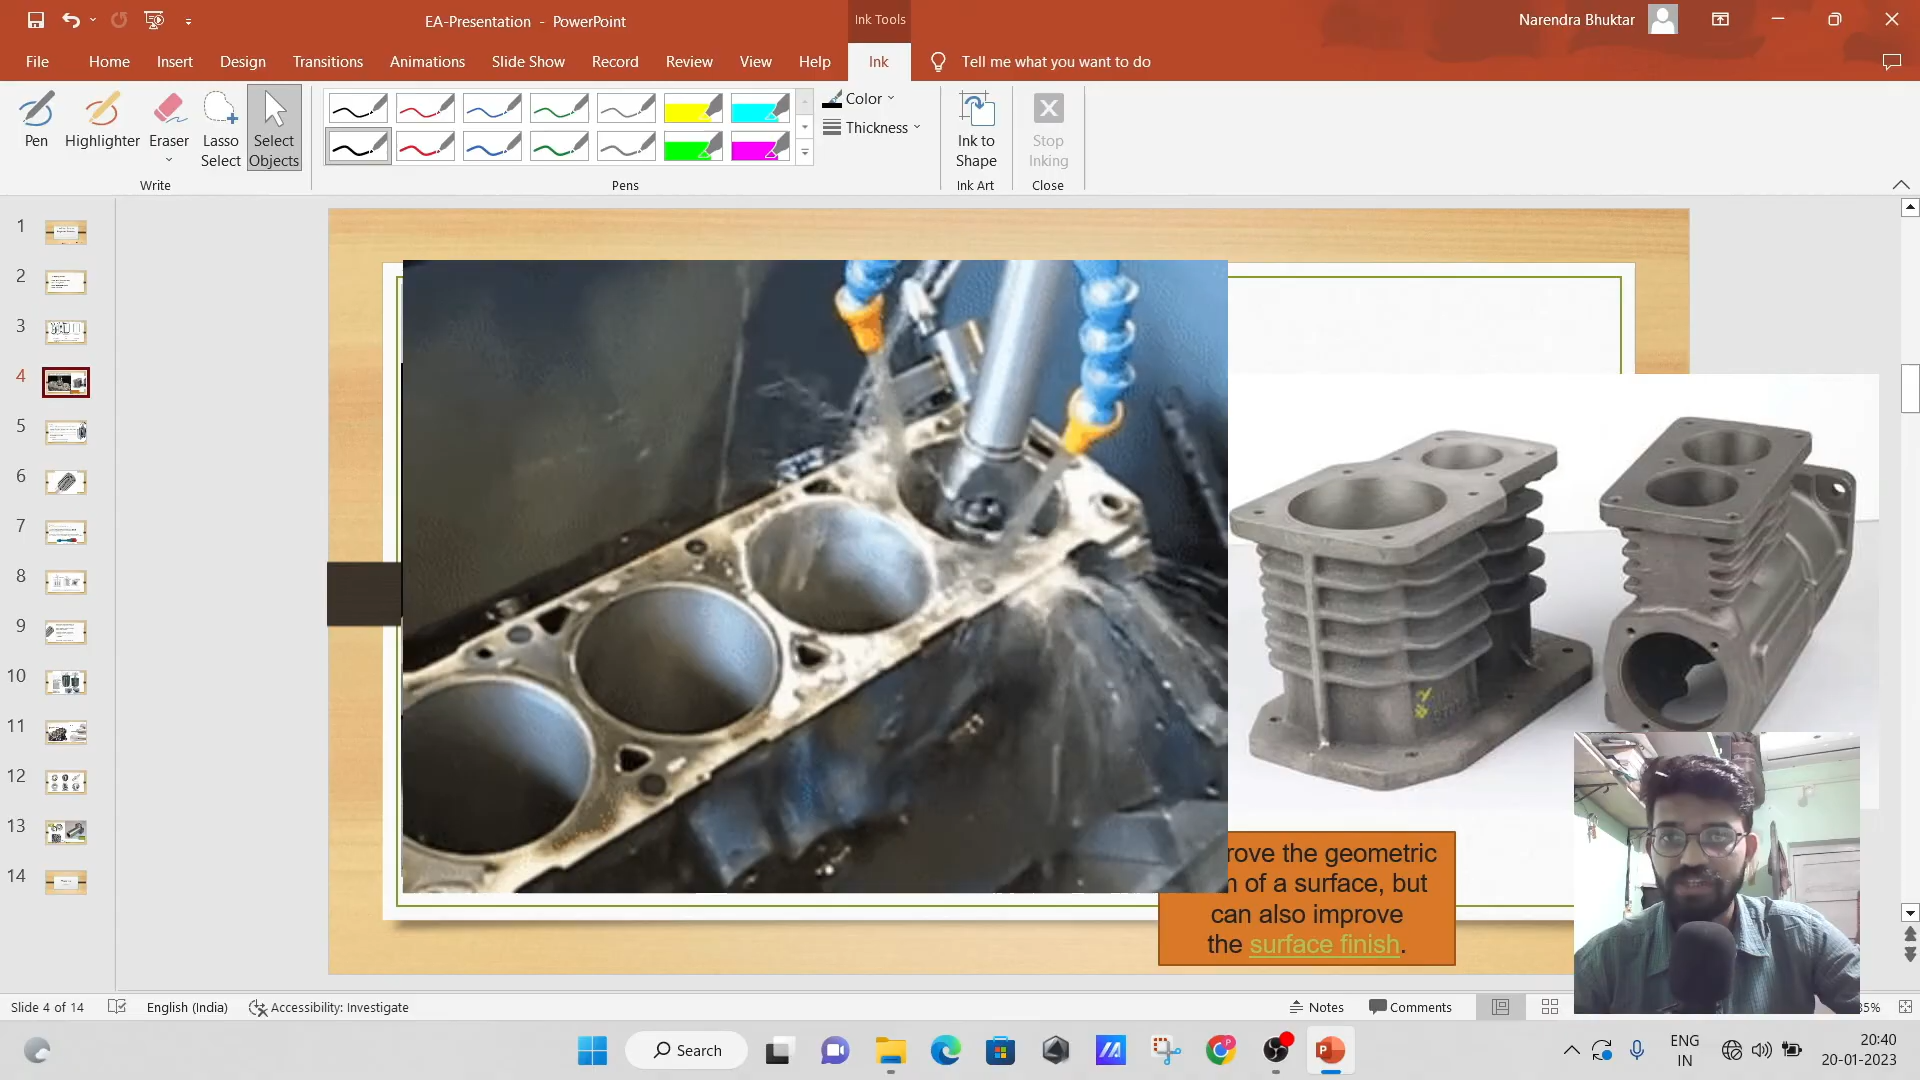 EA-Presentation - PowerPoint
Ink Tools
Narendra Bhuktar
File Home Insert Design Transitions Animations Slide Show Record Review View Help Ink Tell me what you want to do
Pen
Highlighter
Eraser
Lasso Select
Select Objects
Color
Thickness
Ink to Shape
Stop Inking
Write
Pens
Ink Art
Close
1
2
3
4
5
6
7
8
9
10
11
12
13
14
rove the geometric
of a surface, but
can also improve
the surface finish.
Slide 4 of 14
English (India)
Accessibility: Investigate
Notes
Comments
35%
Search
ENG
IN
20:40
20-01-2023